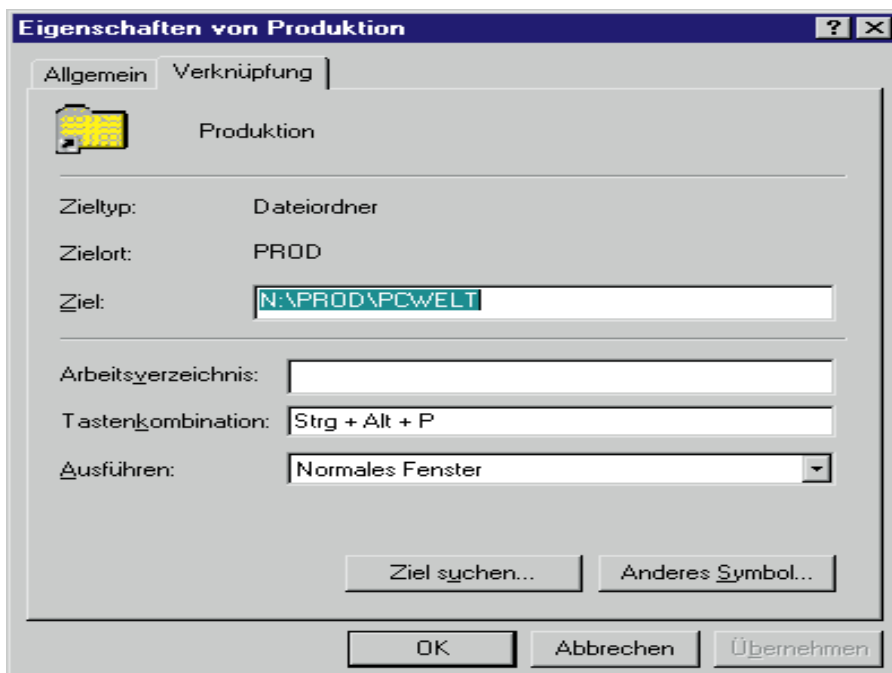 Eigenschaften von Produktion
Allgemein Verknüpfung
Produktion
Zieltyp: Dateiordner
Zielort: PROD
Ziel: N:\PROD\PCWELT
Arbeitsverzeichnis:
Tastenkombination: Strg + Alt + P
Ausführen: Normales Fenster
Ziel suchen... Anderes Symbol...
OK Abbrechen Übernehmen